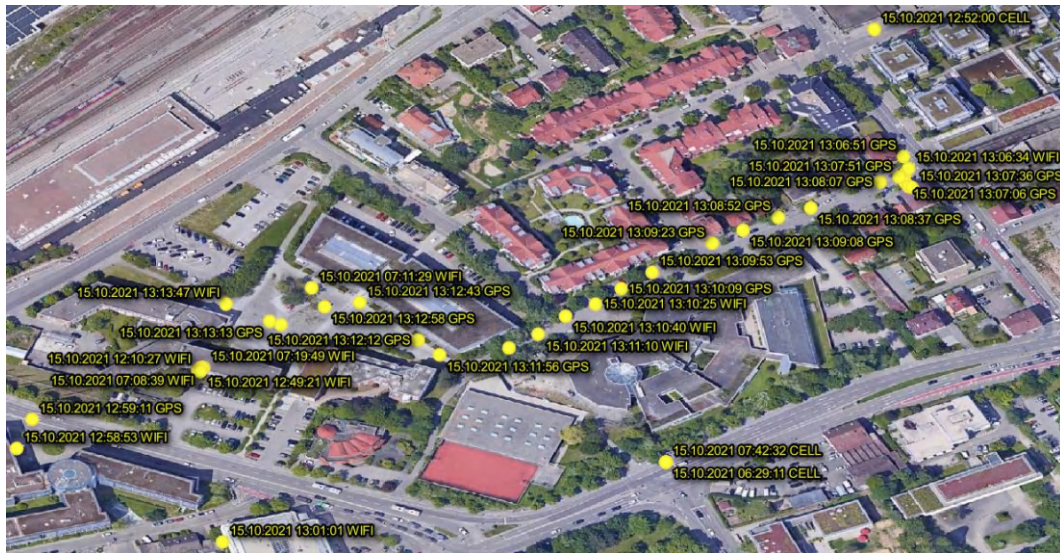 15.10.2021 12:52:00 CELL
15.10.2021 13:06:51 GPS
15.10.2021 13:06:34 WIFI
15.10.2021 13:07:51 GPS
15.10.2021 13:07:36 GPS
15.10.2021 13:08:07 GPS
15.10.2021 13:07:06 GPS
15.10.2021 13:08:52 GPS
15.10.2021 13:08:37 GPS
15.10.2021 13:09:23 GPS
15.10.2021 13:09:08 GPS
15.10.2021 13:09:53 GPS
15.10.2021 07:11:29 WIFI
15.10.2021 13:13:47 WIFI
15.10.2021 13:12:43 GPS
15.10.2021 13:10:09 GPS
15.10.2021 13:10:25 WIFI
15.10.2021 13:12:58 GPS
15.10.2021 13:13:13 GPS
15.10.2021 13:10:40 WIFI
15.10.2021 13:12:12 GPS
15.10.2021 13:11:10 WIFI
15.10.2021 12:10:27 WIFI
15.10.2021 07:19:49 WIFI
15.10.2021 13:11:56 GPS
15.10.2021 07:08:39 WIFI
15.10.2021 12:49:21 WIFI
15.10.2021 12:59:11 GPS
15.10.2021 12:58:53 WIFI
15.10.2021 07:42:32 CELL
15.10.2021 06:29:11 CELL
15.10.2021 13:01:01 WIFI